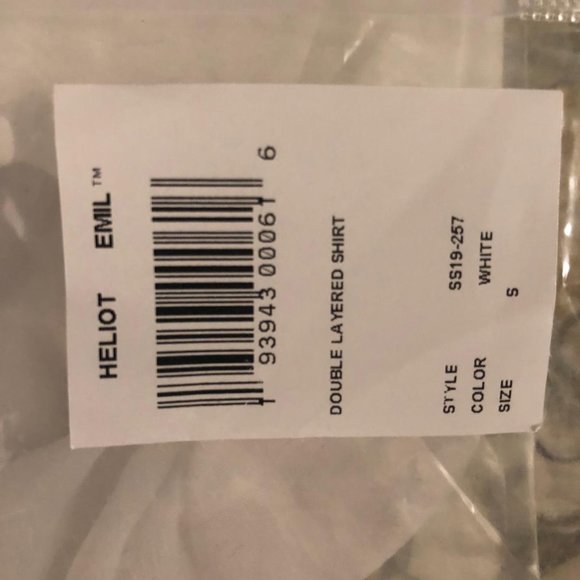 HELIOT EMIL™
1 93943 00061 6
DOUBLE LAYERED SHIRT
STYLE SS19-257
COLOR WHITE
SIZE S